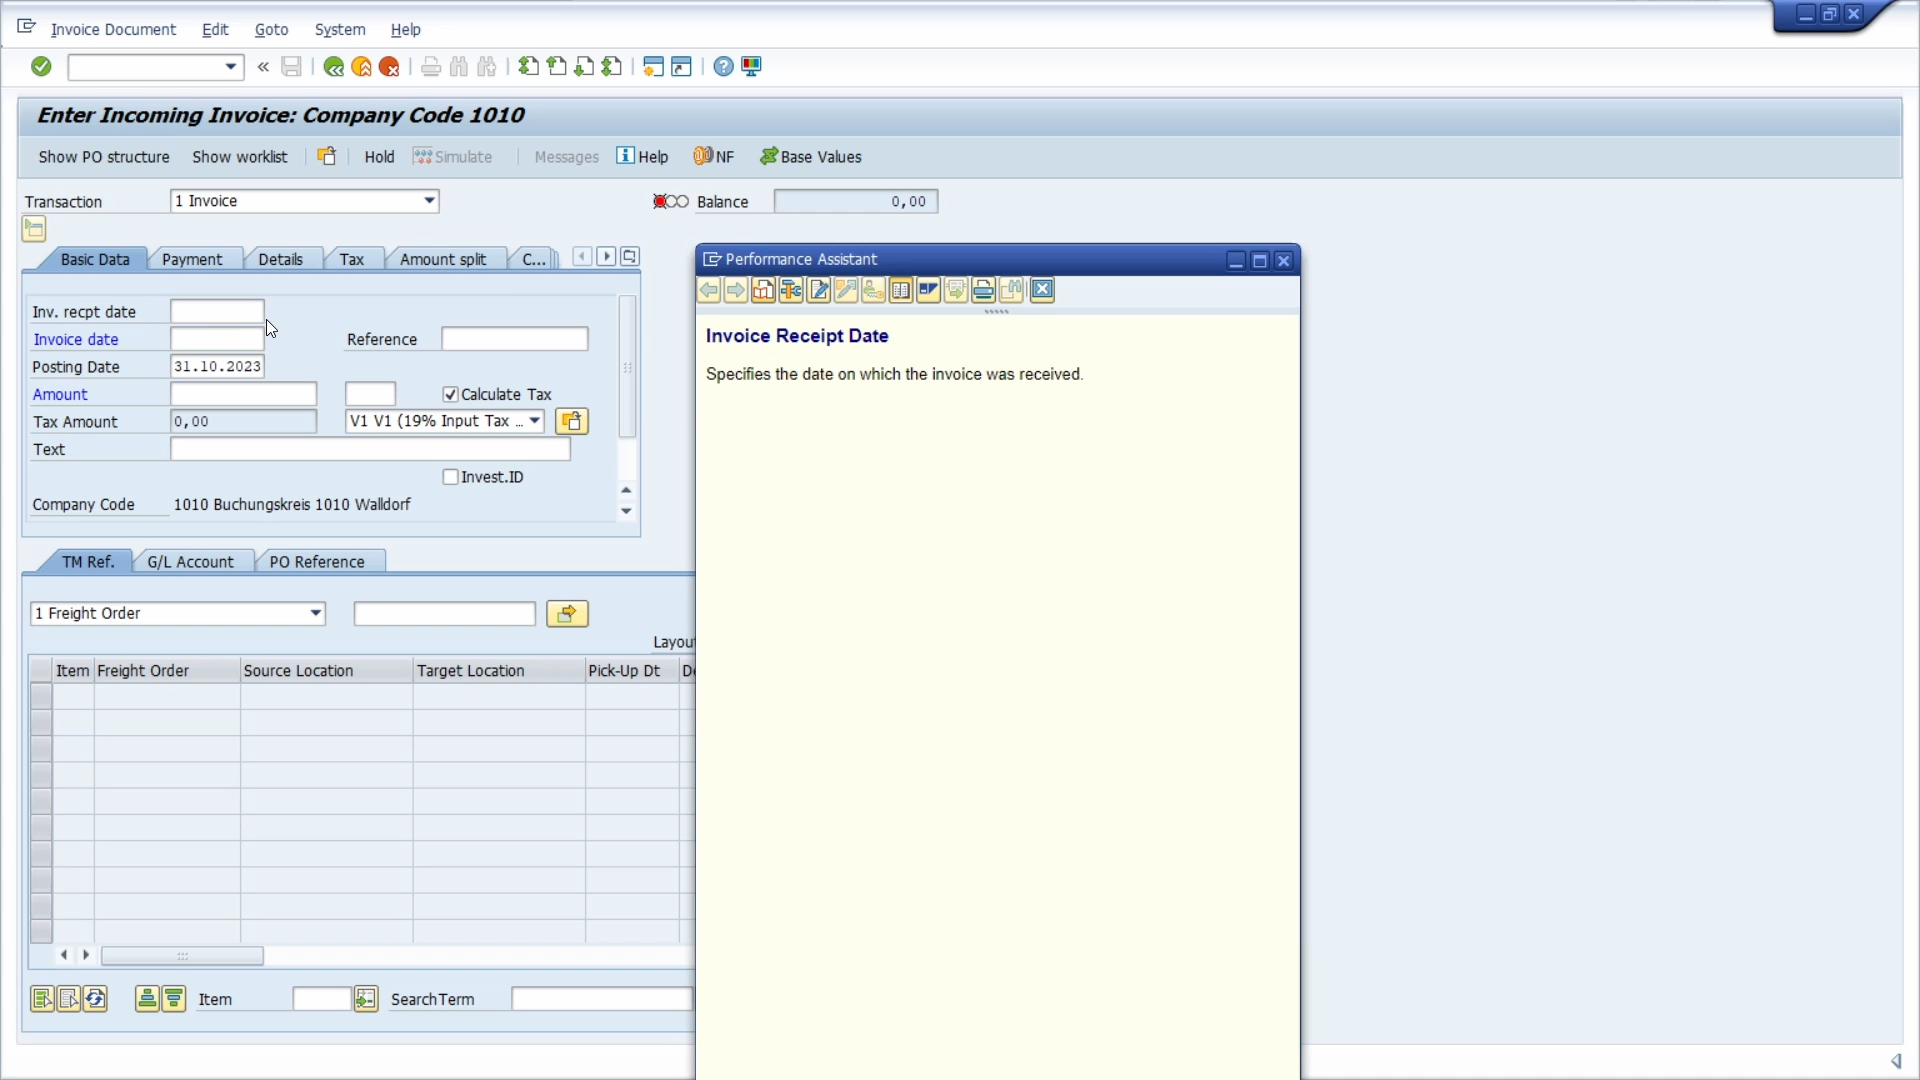 Invoice Document Edit Goto System Help
Enter Incoming Invoice: Company Code 1010
Show PO structure Show worklist Hold Simulate Messages Help NF Base Values
Transaction 1 Invoice Balance 0,00
Basic Data Payment Details Tax Amount split C...
Inv. recpt date
Invoice date Reference
Posting Date 31.10.2023
Amount Calculate Tax
Tax Amount 0,00 V1 V1 (19% Input Tax ...
Text
Invest.ID
Company Code 1010 Buchungskreis 1010 Walldorf
Performance Assistant
Invoice Receipt Date
Specifies the date on which the invoice was received.
TM Ref. G/L Account PO Reference
1 Freight Order
Layou
Item Freight Order Source Location Target Location Pick-Up Dt De
Item SearchTerm